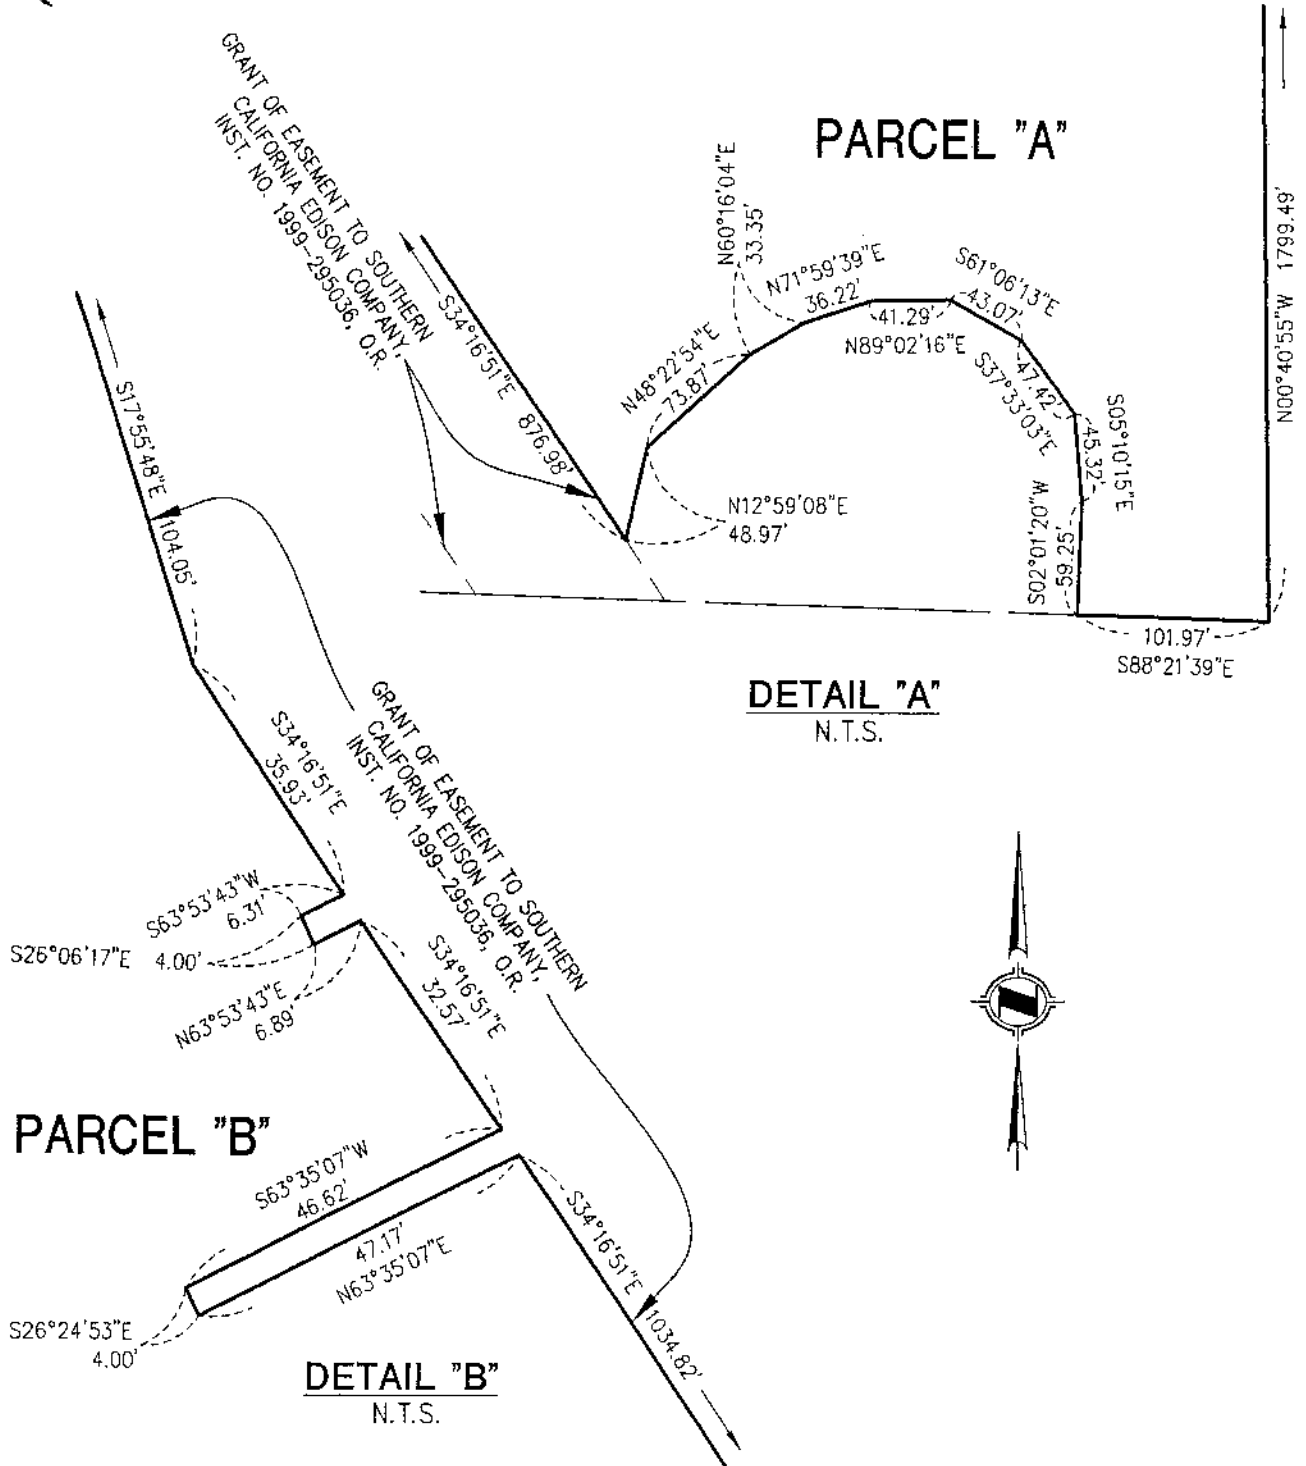 GRANT OF EASEMENT TO SOUTHERN
CALIFORNIA EDISON COMPANY,
INST. NO. 1999-295036, O.R.
PARCEL "A"
S34°16'51"E 876.98'
N12°59'08"E
48.97'
N48°22'54"E
73.87'
N60°16'04"E
33.35'
N71°59'39"E
36.22'
41.29'
N89°02'16"E
S61°06'13"E
43.07'
47.42'
S37°33'03"E
S05°10'15"E
45.32'
S02°01'20"W
59.25'
101.97'
S88°21'39"E
N00°40'55"W 1799.49'
DETAIL "A"
N.T.S.
S17°55'48"E 104.05'
S34°16'51"E
35.93'
GRANT OF EASEMENT TO SOUTHERN
CALIFORNIA EDISON COMPANY,
INST. NO. 1999-295036, O.R.
S63°53'43"W
6.31'
S26°06'17"E 4.00'
N63°53'43"E
6.89'
S34°16'51"E
32.57'
PARCEL "B"
S63°35'07"W
46.62'
47.17'
N63°35'07"E
S26°24'53"E
4.00'
S34°16'51"E 1034.82'
DETAIL "B"
N.T.S.